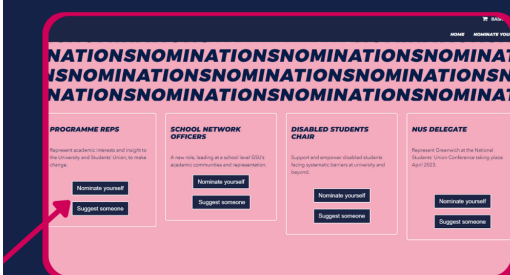 BASK
HOME NOMINATE YOU
NATIONSNOMINATIONSNOMINATIONSNOMINAT
ISNOMINATIONSNOMINATIONSNOMINATIONSN
NATIONSNOMINATIONSNOMINATIONSNOMINAT
PROGRAMME REPS
Represent academic interests and insight to
the University and Students' Union, to make
change.
Nominate yourself
Suggest someone
SCHOOL NETWORK
OFFICERS
A new role, leading at a school level GSU's
academic communities and representation.
Nominate yourself
Suggest someone
DISABLED STUDENTS
CHAIR
Support and empower disabled students
facing systematic barriers at university and
beyond.
Nominate yourself
Suggest someone
NUS DELEGATE
Represent Greenwich at the National
Students' Union Conference taking place
April 2023.
Nominate yourself
Suggest someone